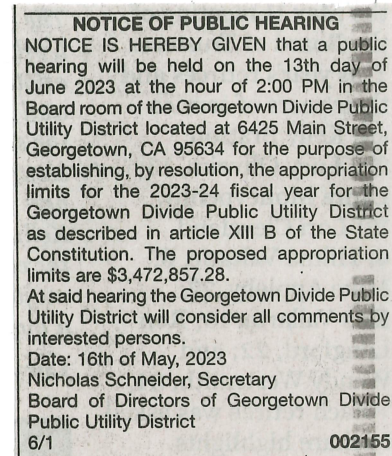 NOTICE OF PUBLIC HEARING
NOTICE IS HEREBY GIVEN that a public
hearing will be held on the 13th day of
June 2023 at the hour of 2:00 PM in the
Board room of the Georgetown Divide Public
Utility District located at 6425 Main Street,
Georgetown, CA 95634 for the purpose of
establishing, by resolution, the appropriation
limits for the 2023-24 fiscal year for the
Georgetown Divide Public Utility District
as described in article XIII B of the State
Constitution. The proposed appropriation
limits are $3,472,857.28.
At said hearing the Georgetown Divide Public
Utility District will consider all comments by
interested persons.
Date: 16th of May, 2023
Nicholas Schneider, Secretary
Board of Directors of Georgetown Divide
Public Utility District
6/1 002155